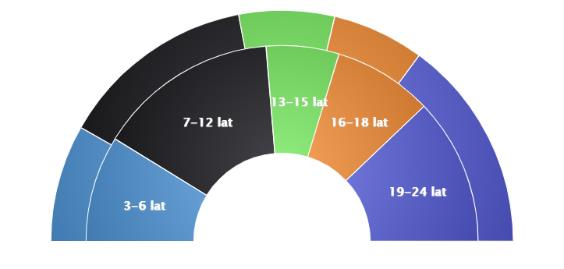 3–6 lat
7–12 lat
13–15 lat
16–18 lat
19–24 lat